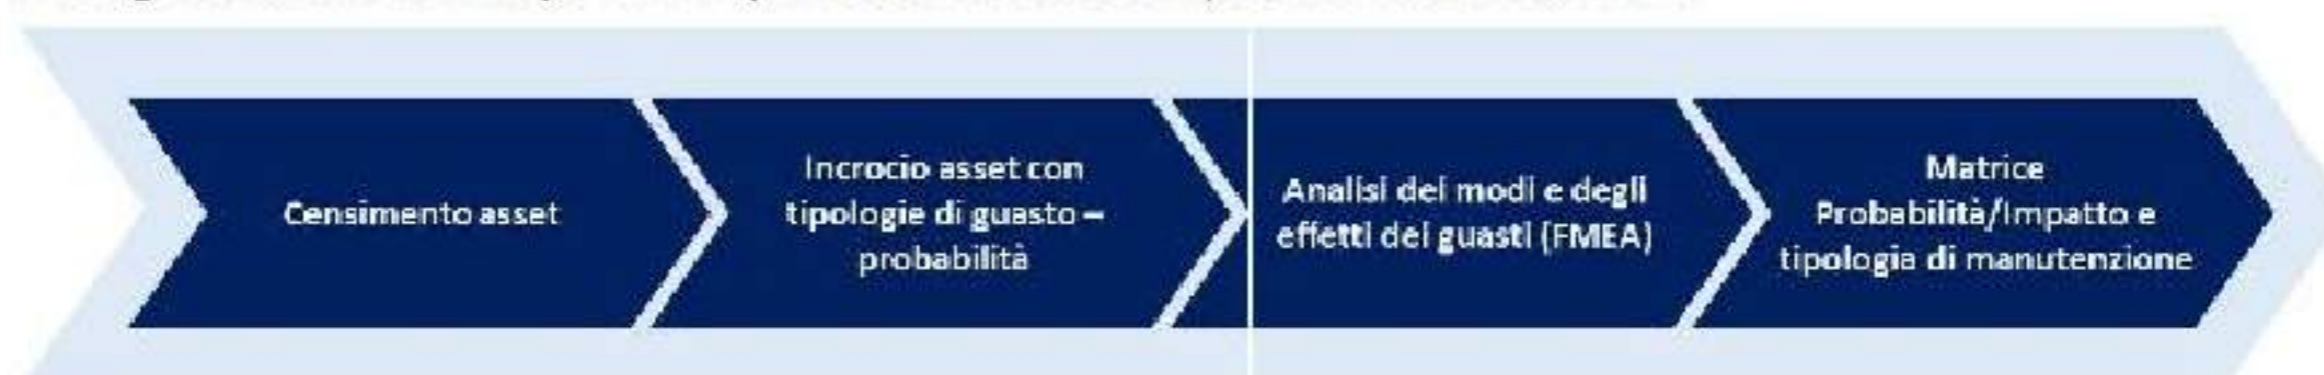 Censimento asset
Incrocio asset con
tipologie di guasto –
probabilità
Analisi dei modi e degli
effetti dei guasti (FMEA)
Matrice
Probabilità/Impatto e
tipologia di manutenzione